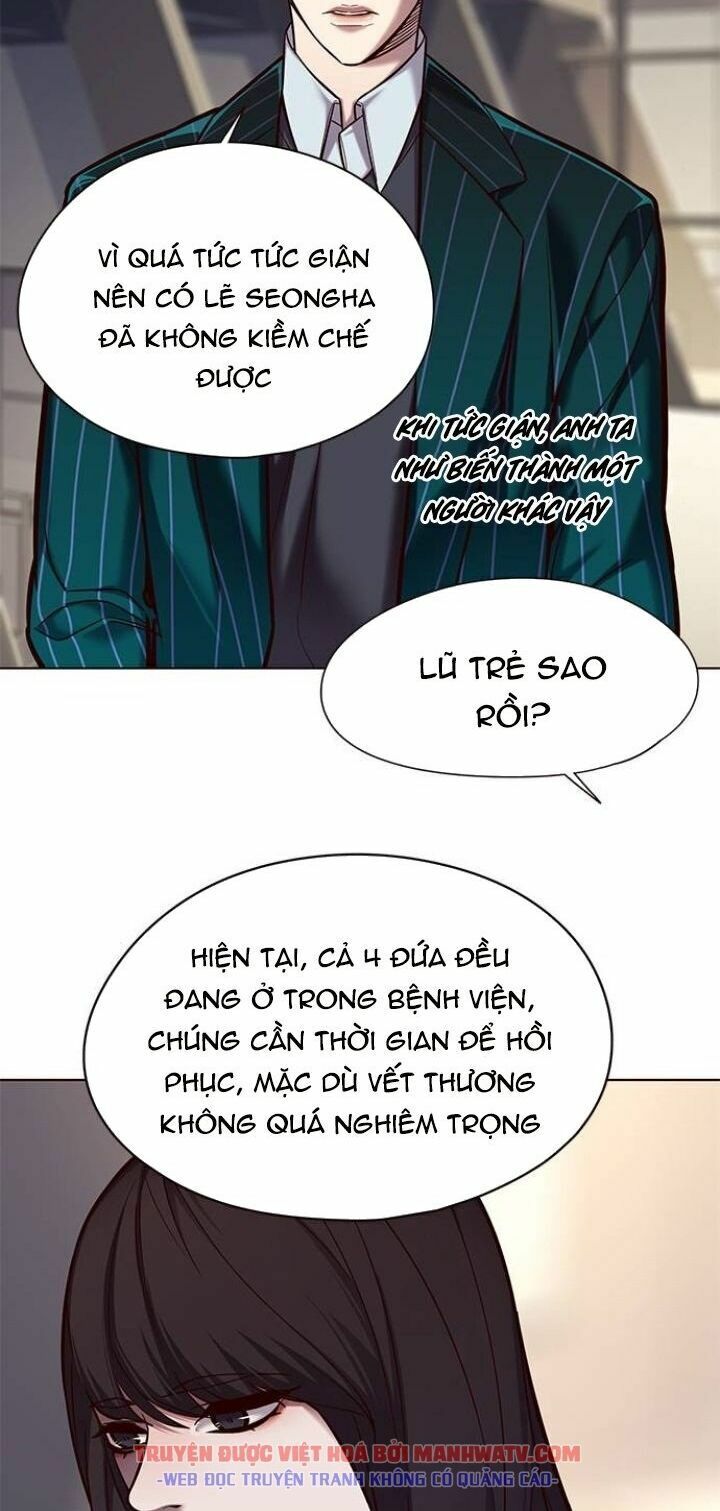 VÌ QUÁ TỨC TỨC GIẬN
NÊN CÓ LẼ SEONGHA
ĐÃ KHÔNG KIỀM CHẾ
ĐƯỢC
KHI TỨC GIẬN, ANH TA
NHƯ BIẾN THÀNH MỘT
NGƯỜI KHÁC VẬY
LŨ TRẺ SAO
RỒI?
HIỆN TẠI, CẢ 4 ĐỨA ĐỀU
ĐANG Ở TRONG BỆNH VIỆN,
CHÚNG CẦN THỜI GIAN ĐỂ HỒI
PHỤC, MẶC DÙ VẾT THƯƠNG
KHÔNG QUÁ NGHIÊM TRỌNG
TRUYỆN ĐƯỢC VIỆT HOÁ BỞI MANHWATV.COM
-WEB ĐỌC TRUYỆN TRANH KHÔNG CÓ QUẢNG CÁO-